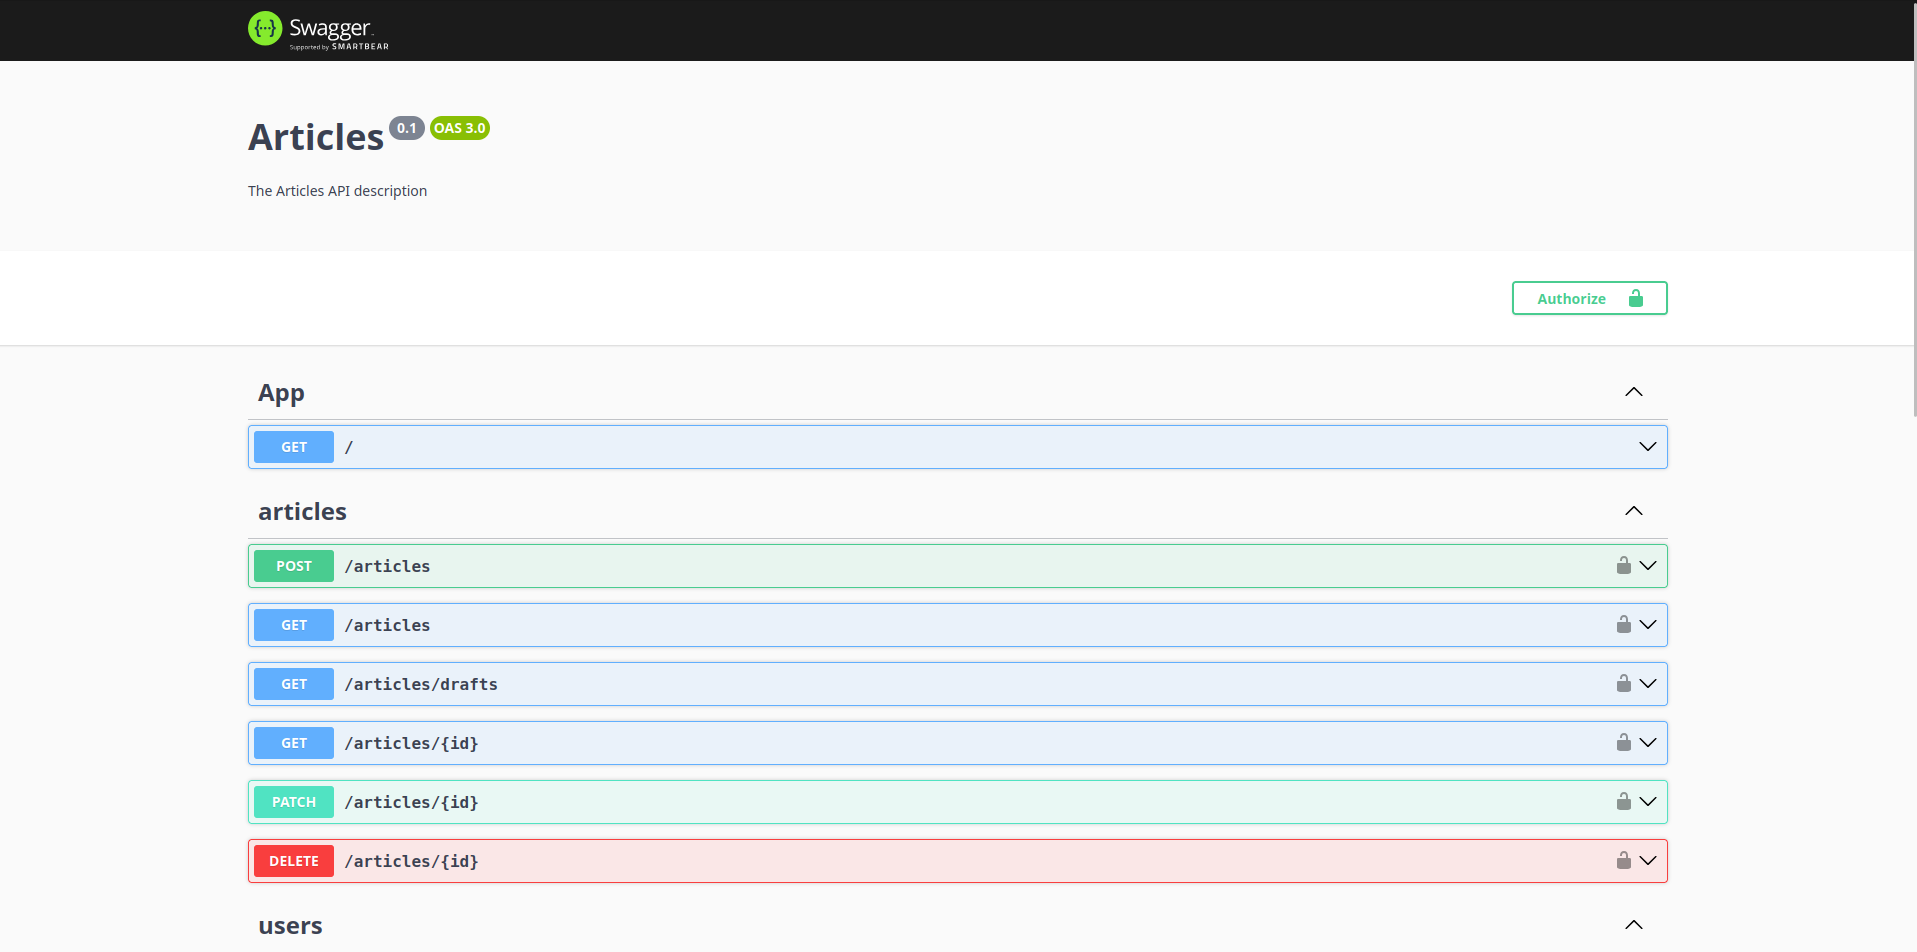 {···} Swagger
Supported by SMARTBEAR
Articles 0.1 OAS 3.0
The Articles API description
Authorize
App
GET /
articles
POST /articles
GET /articles
GET /articles/drafts
GET /articles/{id}
PATCH /articles/{id}
DELETE /articles/{id}
users